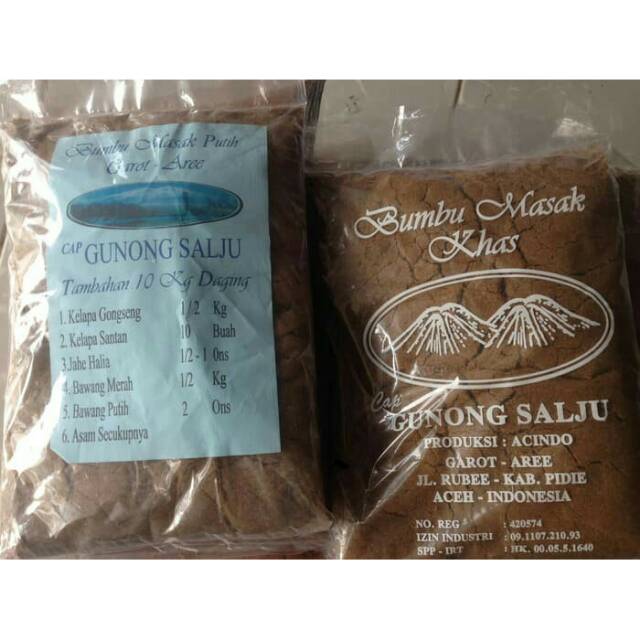 Bumbu Masak Putih
Garot - Aree
CAP GUNONG SALJU
Tambahan 10 Kg Daging
1. Kelapa Gongseng 1/2 Kg
2. Kelapa Santan 10 Buah
3. Jahe Halia 1/2 - 1 Ons
4. Bawang Merah 1/2 Kg
5. Bawang Putih 2 Ons
6. Asam Secukupnya
Bumbu Masak
Khas
Cap
GUNONG SALJU
PRODUKSI : ACINDO
GAROT - AREE
JL. RUBEE - KAB. PIDIE
ACEH - INDONESIA
NO. REG : 420574
IZIN INDUSTRI : 09.1107.210.93
SPP - IRT : HK. 00.05.5.1640